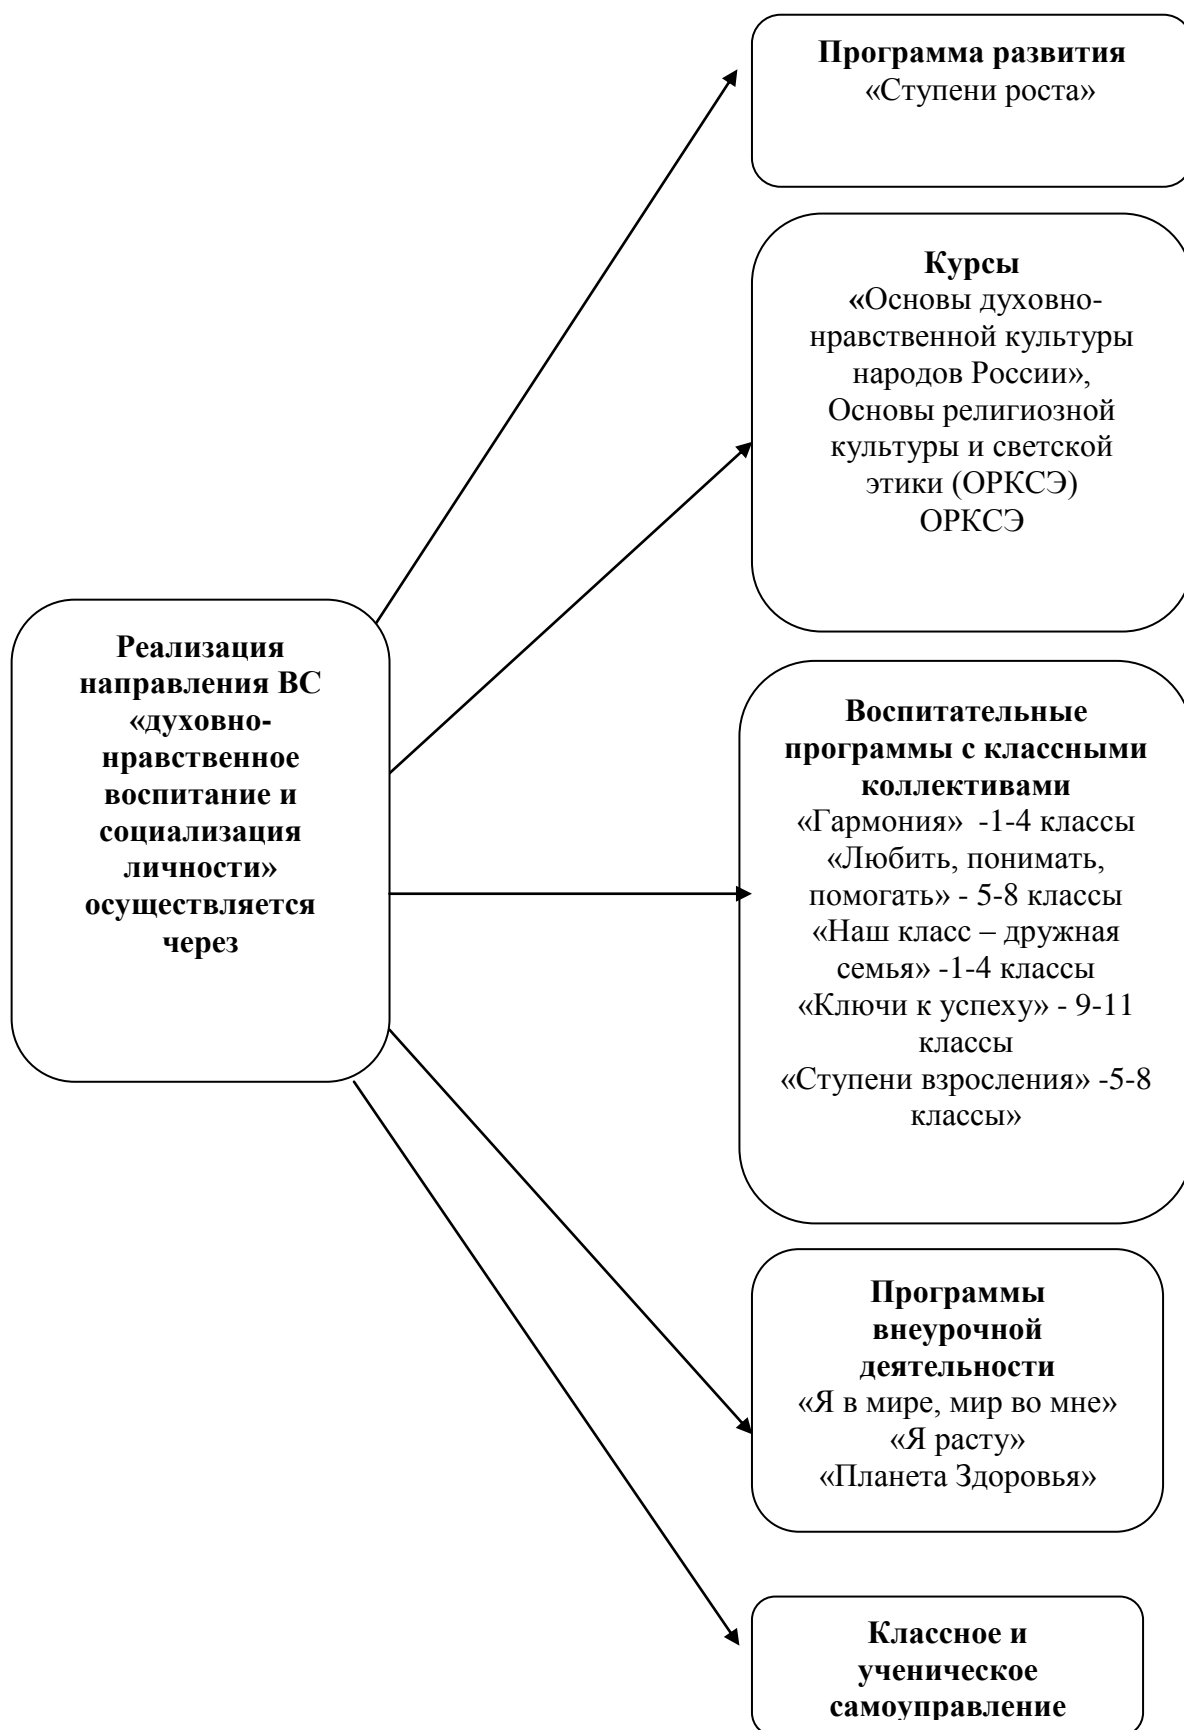 Программа развития
«Ступени роста»
Курсы
«Основы духовно-
нравственной культуры
народов России»,
Основы религиозной
культуры и светской
этики (ОРКСЭ)
ОРКСЭ
Реализация
направления ВС
«духовно-
нравственное
воспитание и
социализация
личности»
осуществляется
через
Воспитательные
программы с классными
коллективами
«Гармония»  -1-4 классы
«Любить, понимать,
помогать» - 5-8 классы
«Наш класс – дружная
семья» -1-4 классы
«Ключи к успеху» - 9-11
классы
«Ступени взросления» -5-8
классы»
Программы
внеурочной
деятельности
«Я в мире, мир во мне»
«Я расту»
«Планета Здоровья»
Классное и
ученическое
самоуправление